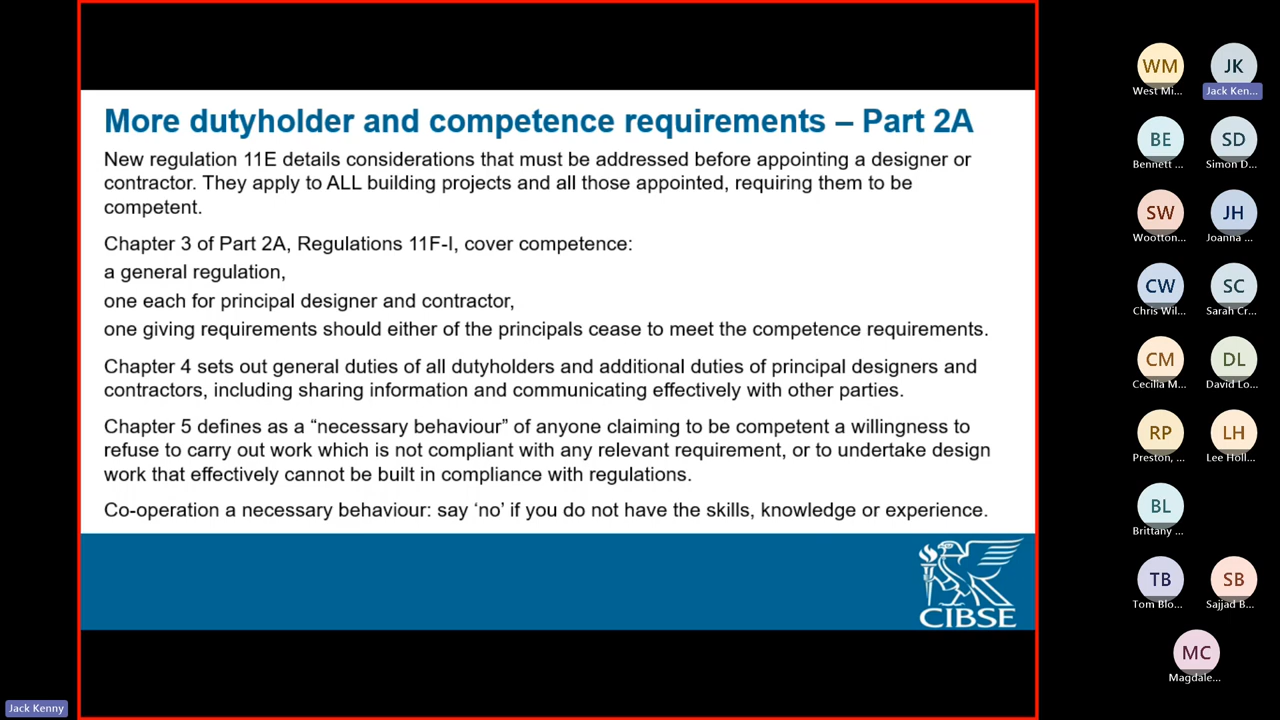 More dutyholder and competence requirements – Part 2A
New regulation 11E details considerations that must be addressed before appointing a designer or
contractor. They apply to ALL building projects and all those appointed, requiring them to be
competent.
Chapter 3 of Part 2A, Regulations 11F-I, cover competence:
a general regulation,
one each for principal designer and contractor,
one giving requirements should either of the principals cease to meet the competence requirements.
Chapter 4 sets out general duties of all dutyholders and additional duties of principal designers and
contractors, including sharing information and communicating effectively with other parties.
Chapter 5 defines as a “necessary behaviour” of anyone claiming to be competent a willingness to
refuse to carry out work which is not compliant with any relevant requirement, or to undertake design
work that effectively cannot be built in compliance with regulations.
Co-operation a necessary behaviour: say ‘no’ if you do not have the skills, knowledge or experience.
CIBSE
Jack Kenny
WM
West Mi...
JK
Jack Ken...
BE
Bennett ...
SD
Simon D...
SW
Wootton...
JH
Joanna ...
CW
Chris Wil...
SC
Sarah Cr...
CM
Cecilia M...
DL
David Lo...
RP
Preston, ...
LH
Lee Holl...
BL
Brittany ...
TB
Tom Blo...
SB
Sajjad B...
MC
Magdale...